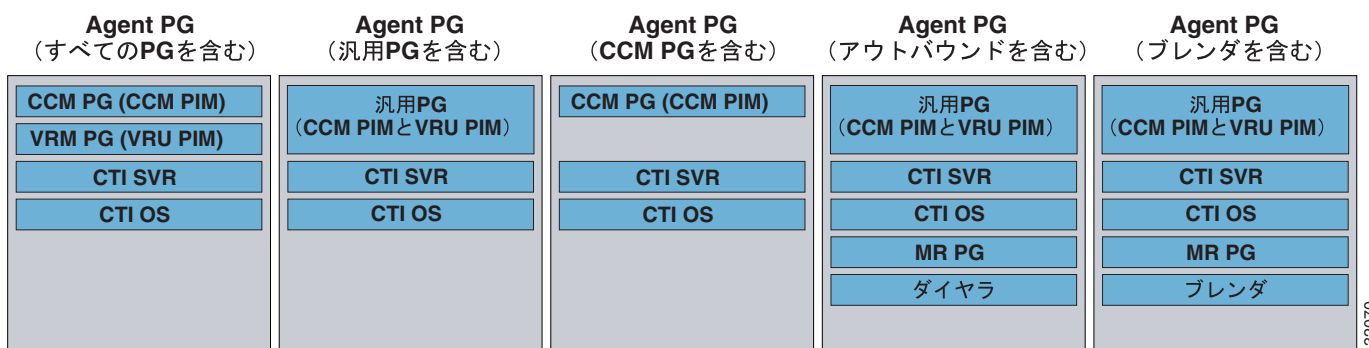 Agent PG
（すべてのPGを含む）
CCM PG (CCM PIM)
VRM PG (VRU PIM)
CTI SVR
CTI OS
Agent PG
（汎用PGを含む）
汎用PG
（CCM PIMとVRU PIM）
CTI SVR
CTI OS
Agent PG
（CCM PGを含む）
CCM PG (CCM PIM)
CTI SVR
CTI OS
Agent PG
（アウトバウンドを含む）
汎用PG
（CCM PIMとVRU PIM）
CTI SVR
CTI OS
MR PG
ダイヤラ
Agent PG
（ブレンダを含む）
汎用PG
（CCM PIMとVRU PIM）
CTI SVR
CTI OS
MR PG
ブレンダ